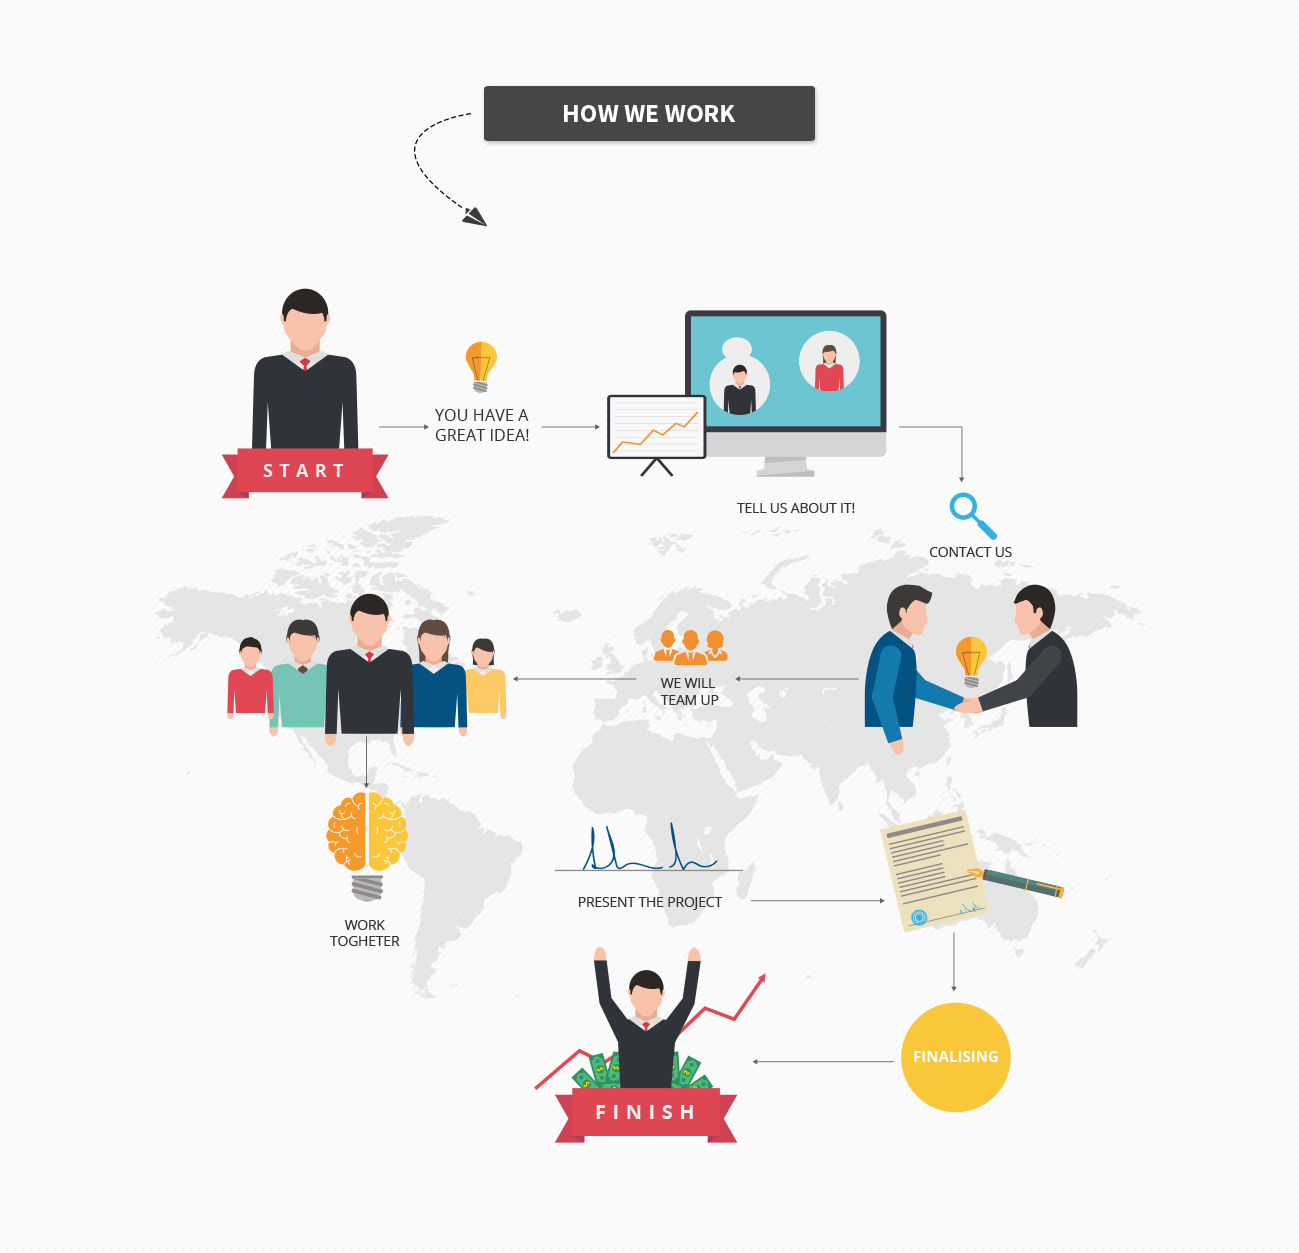 HOW WE WORK
YOU HAVE A
GREAT IDEA!
START
TELL US ABOUT IT!
CONTACT US
WE WILL
TEAM UP
WORK
TOGHETER
PRESENT THE PROJECT
FINALISING
FINISH